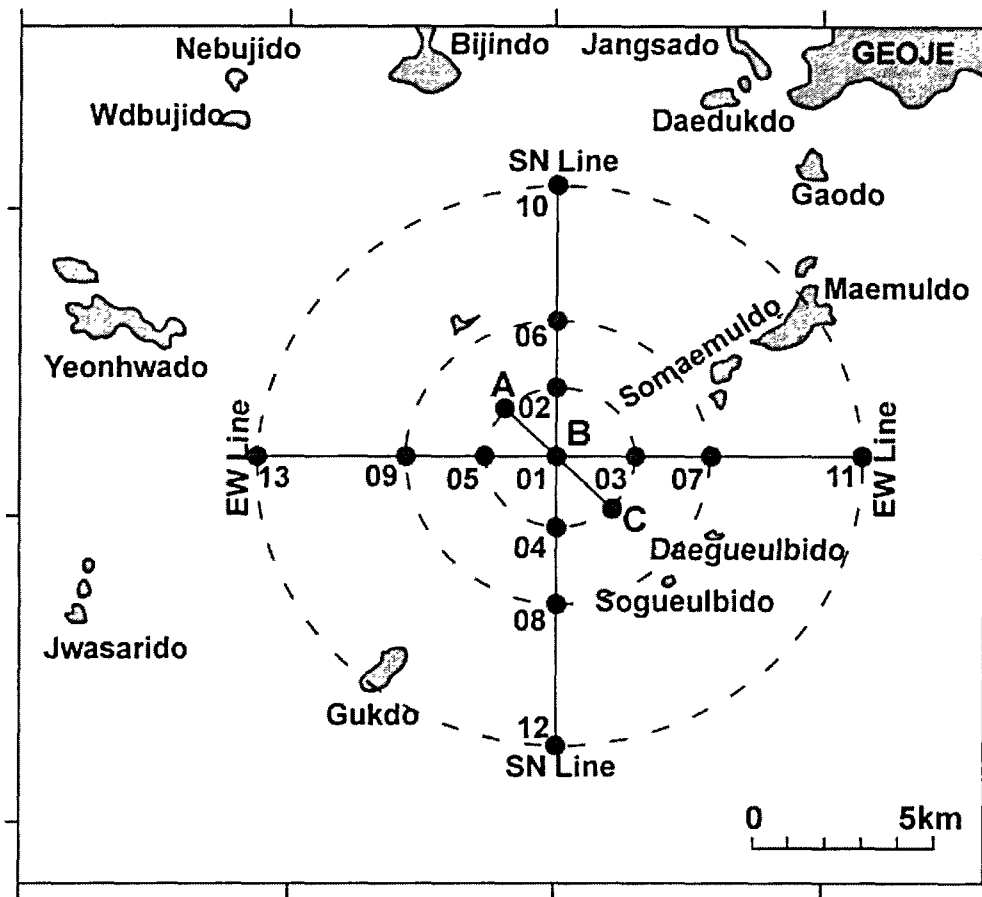 Nebujido
Bijindo
Jangsado
GEOJE
Wdbujido
Daedukdo
SN Line
10
Gaodo
Maemuldo
Somaemuldo
06
Yeonhwado
A
02
B
EW Line
13
09
05
01
03
07
11
EW Line
C
04
Daegueulbido
08
Sogueulbido
Jwasarido
Gukdo
12
SN Line
0 5km